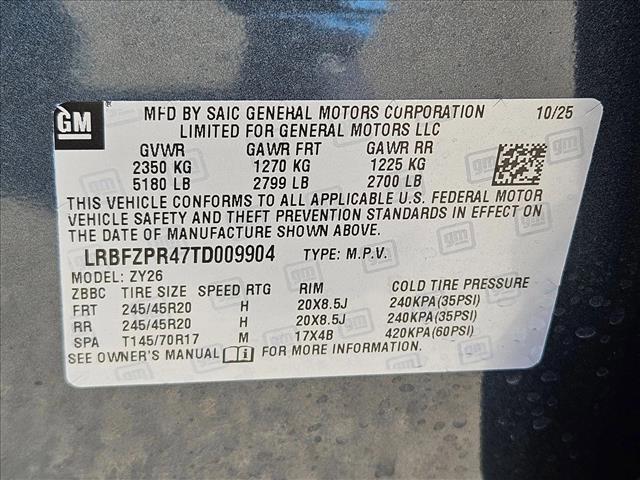 GM
MFD BY SAIC GENERAL MOTORS CORPORATION 10/25
LIMITED FOR GENERAL MOTORS LLC
GVWR GAWR FRT GAWR RR
2350 KG 1270 KG 1225 KG
5180 LB 2799 LB 2700 LB
THIS VEHICLE CONFORMS TO ALL APPLICABLE U.S. FEDERAL MOTOR
VEHICLE SAFETY AND THEFT PREVENTION STANDARDS IN EFFECT ON
THE DATE OF MANUFACTURE SHOWN ABOVE.
LRBFZPR47TD009904 TYPE: M.P.V.
MODEL: ZY26
ZBBC TIRE SIZE SPEED RTG RIM COLD TIRE PRESSURE
FRT 245/45R20 H 20X8.5J 240KPA(35PSI)
RR 245/45R20 H 20X8.5J 240KPA(35PSI)
SPA T145/70R17 M 17X4B 420KPA(60PSI)
SEE OWNER'S MANUAL FOR MORE INFORMATION.